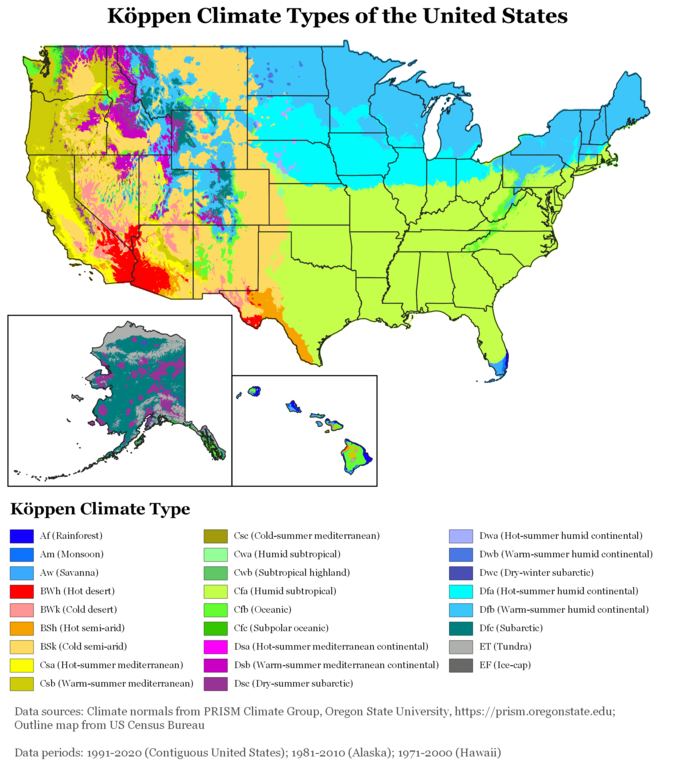 Köppen Climate Types of the United States
Köppen Climate Type
Af (Rainforest)
Am (Monsoon)
Aw (Savanna)
BWh (Hot desert)
BWk (Cold desert)
BSh (Hot semi-arid)
BSk (Cold semi-arid)
Csa (Hot-summer mediterranean)
Csb (Warm-summer mediterranean)
Csc (Cold-summer mediterranean)
Cwa (Humid subtropical)
Cwb (Subtropical highland)
Cfa (Humid subtropical)
Cfb (Oceanic)
Cfc (Subpolar oceanic)
Dsa (Hot-summer mediterranean continental)
Dsb (Warm-summer mediterranean continental)
Dsc (Dry-summer subarctic)
Dwa (Hot-summer humid continental)
Dwb (Warm-summer humid continental)
Dwc (Dry-winter subarctic)
Dfa (Hot-summer humid continental)
Dfb (Warm-summer humid continental)
Dfc (Subarctic)
ET (Tundra)
EF (Ice-cap)
Data sources: Climate normals from PRISM Climate Group, Oregon State University, https://prism.oregonstate.edu;
Outline map from US Census Bureau
Data periods: 1991-2020 (Contiguous United States); 1981-2010 (Alaska); 1971-2000 (Hawaii)